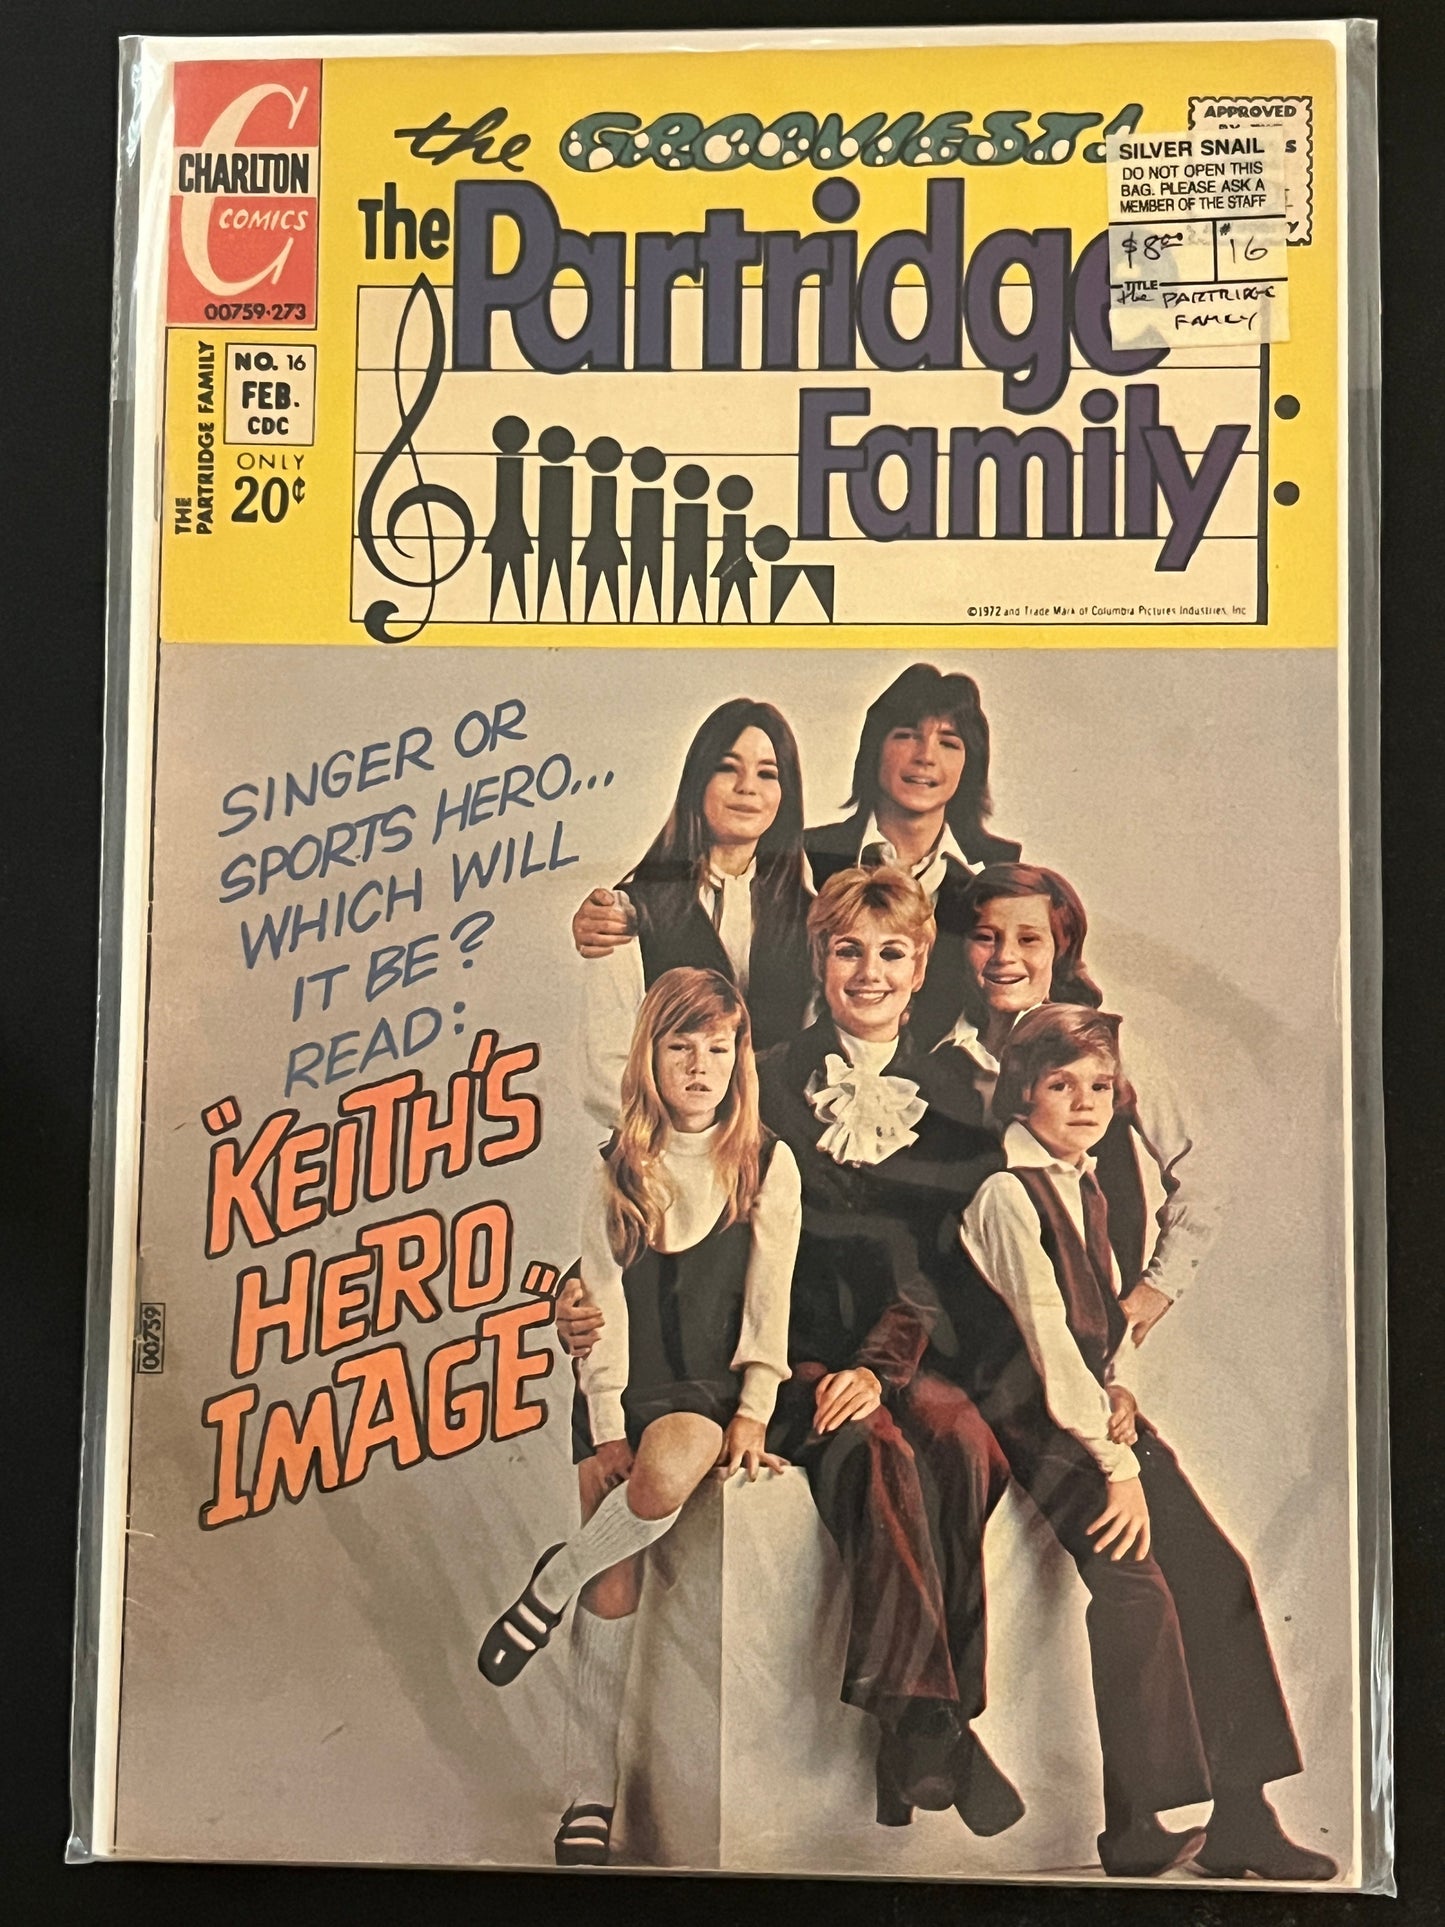 the GROOVIEST!
APPROVED
CHARLTON
COMICS
00759·273
THE
PARTRIDGE FAMILY
NO. 16
FEB.
CDC
ONLY
20¢
The Partridge
Family
SILVER SNAIL
DO NOT OPEN THIS
BAG. PLEASE ASK A
MEMBER OF THE STAFF
$8.00
#16
TITLE
the PARTRIDGE
FAMILY
©1972 and Trade Mark of Columbia Pictures Industries, Inc
SINGER OR
SPORTS HERO...
WHICH WILL
IT BE?
READ:
"KEITH'S
HERO
IMAGE"
00759